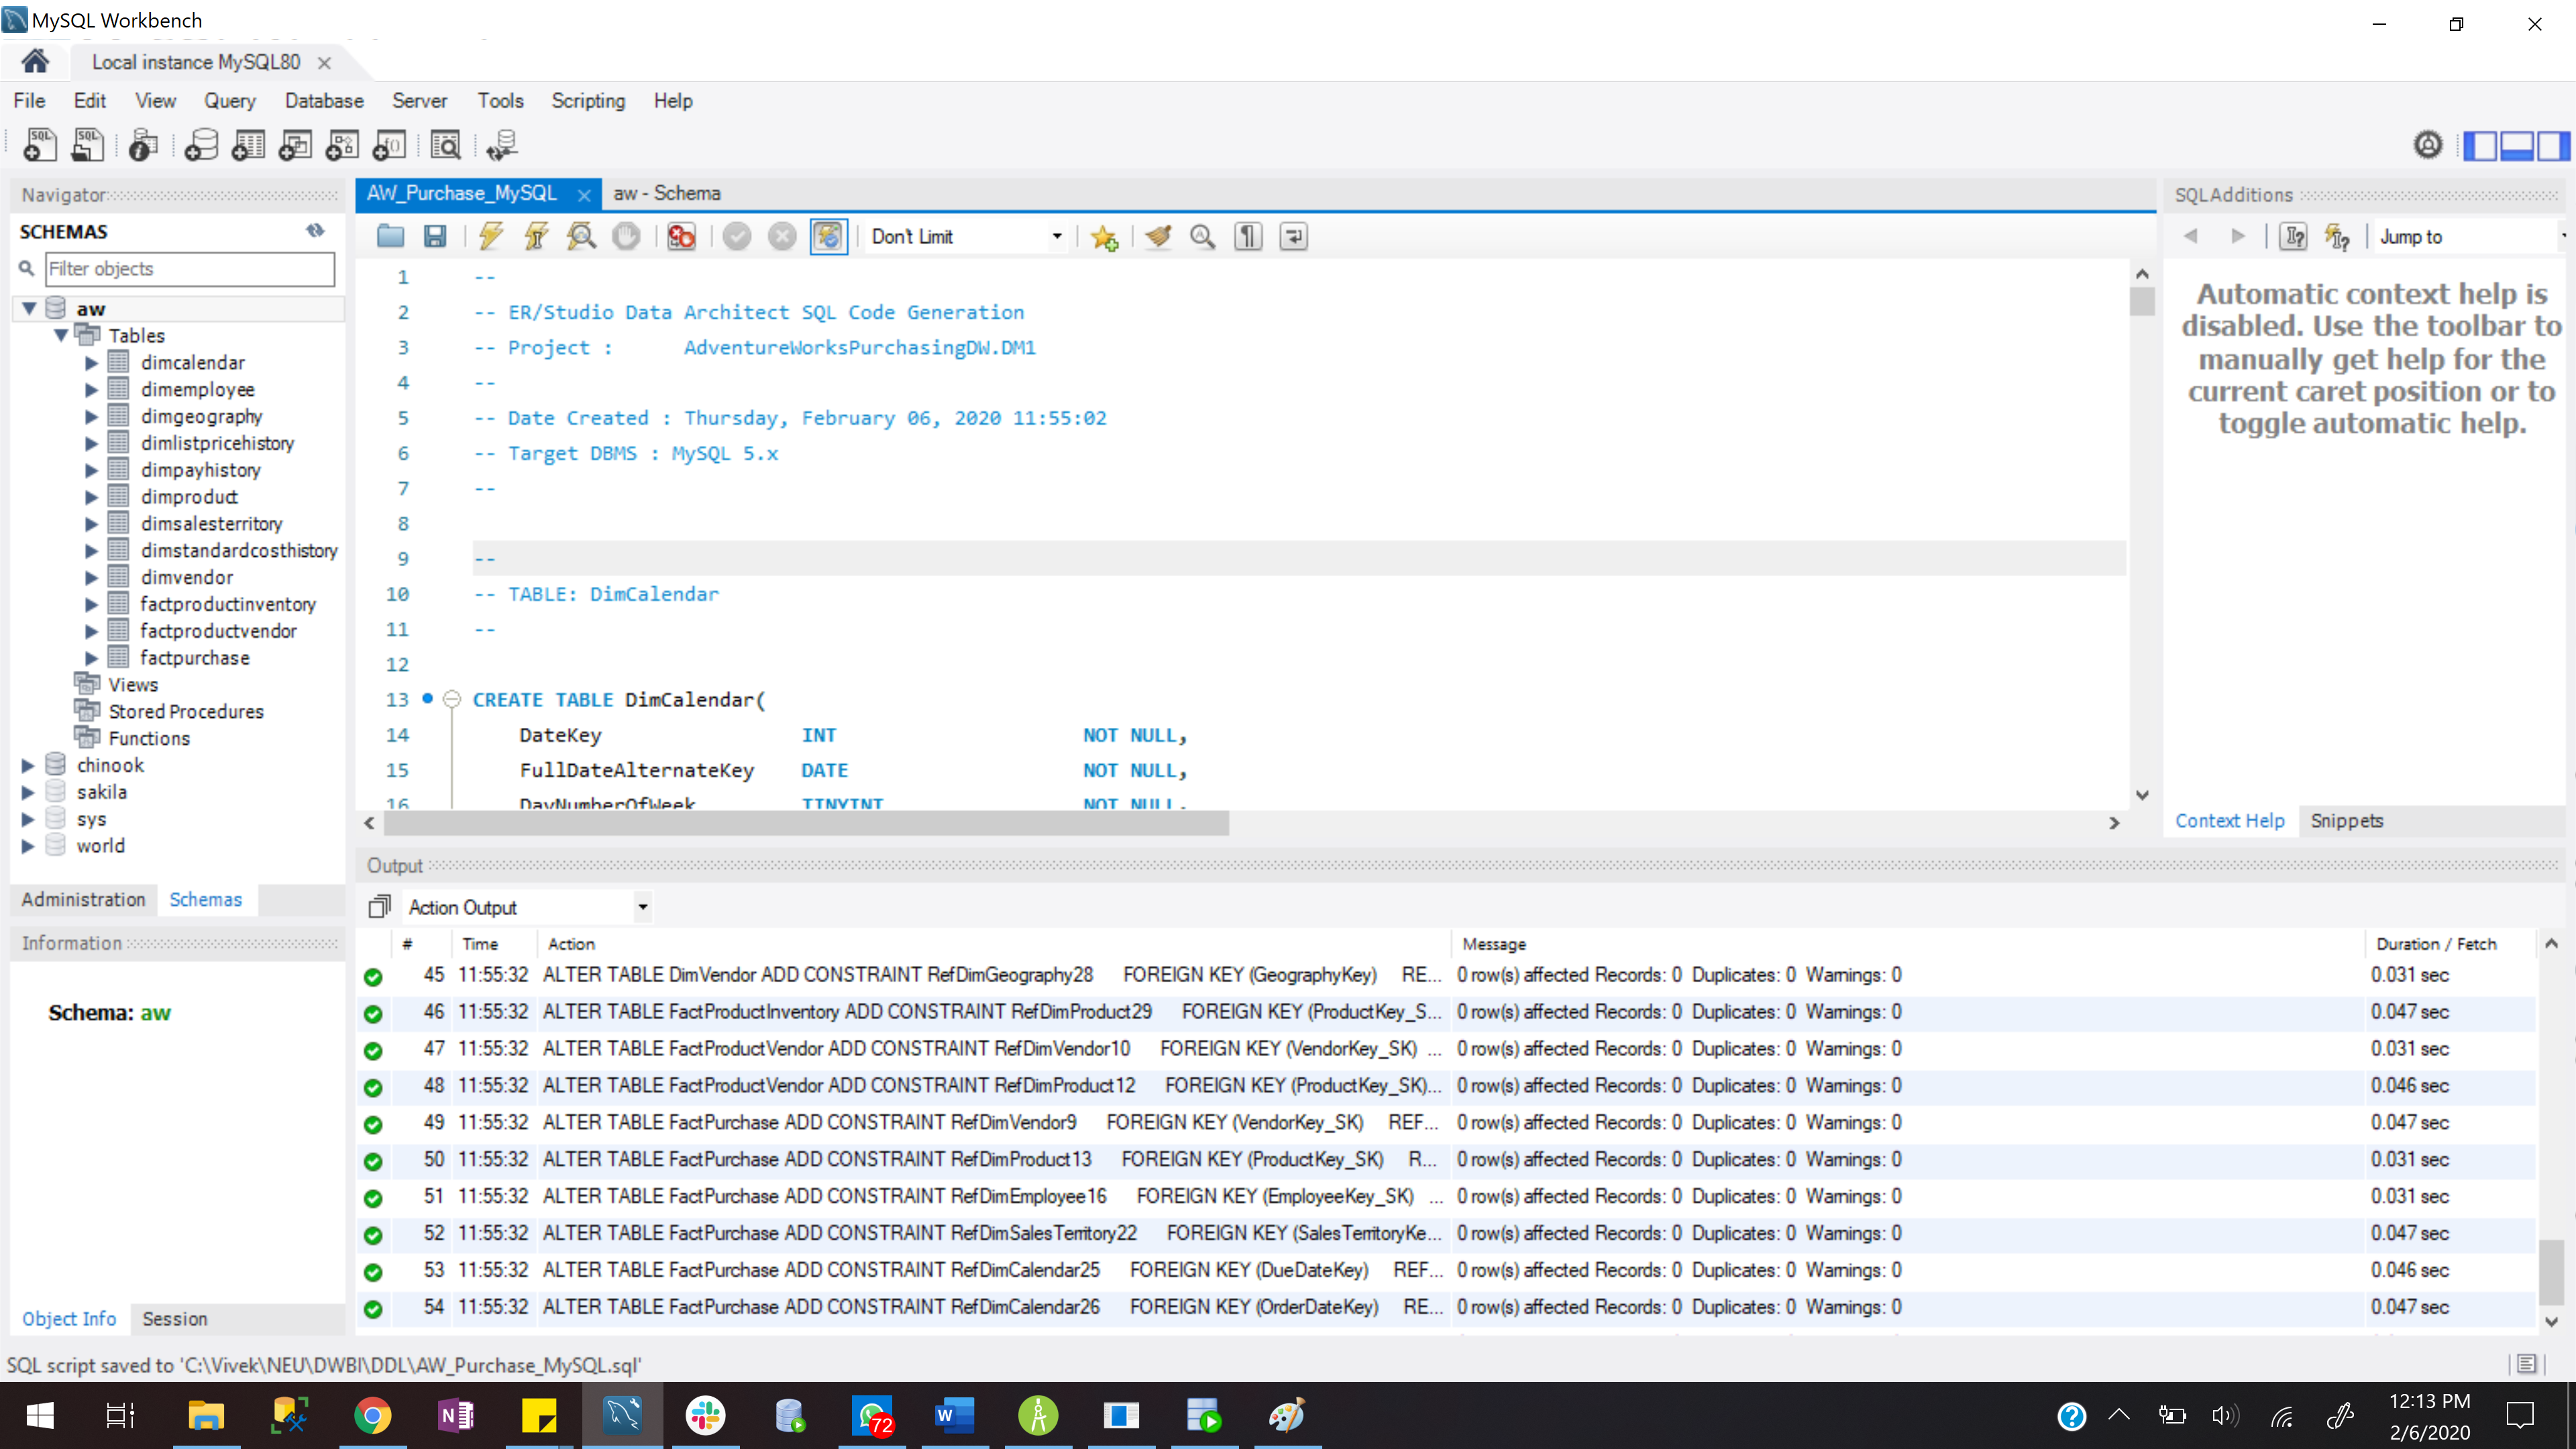 MySQL Workbench
Local instance MySQL80
File Edit View Query Database Server Tools Scripting Help
Navigator
SCHEMAS
Filter objects
aw
Tables
dimcalendar
dimemployee
dimgeography
dimlistpricehistory
dimpayhistory
dimproduct
dimsalesterritory
dimstandardcosthistory
dimvendor
factproductinventory
factproductvendor
factpurchase
Views
Stored Procedures
Functions
chinook
sakila
sys
world
Administration Schemas
Information
Schema: aw
Object Info Session
AW_Purchase_MySQL aw - Schema
Don't Limit
1 --
2 -- ER/Studio Data Architect SQL Code Generation
3 -- Project : AdventureWorksPurchasingDW.DM1
4 --
5 -- Date Created : Thursday, February 06, 2020 11:55:02
6 -- Target DBMS : MySQL 5.x
7 --
8
9 --
10 -- TABLE: DimCalendar
11 --
12
13 CREATE TABLE DimCalendar(
14 DateKey INT NOT NULL,
15 FullDateAlternateKey DATE NOT NULL,
16 DayNumberOfWeek TINYINT NOT NULL,
SQLAdditions
Jump to
Automatic context help is
disabled. Use the toolbar to
manually get help for the
current caret position or to
toggle automatic help.
Context Help Snippets
Output
Action Output
# Time Action Message Duration / Fetch
45 11:55:32 ALTER TABLE DimVendor ADD CONSTRAINT RefDimGeography28 FOREIGN KEY (GeographyKey) RE... 0 row(s) affected Records: 0 Duplicates: 0 Warnings: 0 0.031 sec
46 11:55:32 ALTER TABLE FactProductInventory ADD CONSTRAINT RefDimProduct29 FOREIGN KEY (ProductKey_S... 0 row(s) affected Records: 0 Duplicates: 0 Warnings: 0 0.047 sec
47 11:55:32 ALTER TABLE FactProductVendor ADD CONSTRAINT RefDimVendor10 FOREIGN KEY (VendorKey_SK) ... 0 row(s) affected Records: 0 Duplicates: 0 Warnings: 0 0.031 sec
48 11:55:32 ALTER TABLE FactProductVendor ADD CONSTRAINT RefDimProduct12 FOREIGN KEY (ProductKey_SK)... 0 row(s) affected Records: 0 Duplicates: 0 Warnings: 0 0.046 sec
49 11:55:32 ALTER TABLE FactPurchase ADD CONSTRAINT RefDimVendor9 FOREIGN KEY (VendorKey_SK) REF... 0 row(s) affected Records: 0 Duplicates: 0 Warnings: 0 0.047 sec
50 11:55:32 ALTER TABLE FactPurchase ADD CONSTRAINT RefDimProduct13 FOREIGN KEY (ProductKey_SK) R... 0 row(s) affected Records: 0 Duplicates: 0 Warnings: 0 0.031 sec
51 11:55:32 ALTER TABLE FactPurchase ADD CONSTRAINT RefDimEmployee16 FOREIGN KEY (EmployeeKey_SK) ... 0 row(s) affected Records: 0 Duplicates: 0 Warnings: 0 0.031 sec
52 11:55:32 ALTER TABLE FactPurchase ADD CONSTRAINT RefDimSalesTerritory22 FOREIGN KEY (SalesTerritoryKe... 0 row(s) affected Records: 0 Duplicates: 0 Warnings: 0 0.047 sec
53 11:55:32 ALTER TABLE FactPurchase ADD CONSTRAINT RefDimCalendar25 FOREIGN KEY (DueDateKey) REF... 0 row(s) affected Records: 0 Duplicates: 0 Warnings: 0 0.046 sec
54 11:55:32 ALTER TABLE FactPurchase ADD CONSTRAINT RefDimCalendar26 FOREIGN KEY (OrderDateKey) RE... 0 row(s) affected Records: 0 Duplicates: 0 Warnings: 0 0.047 sec
SQL script saved to 'C:\Vivek\NEU\DWBI\DDL\AW_Purchase_MySQL.sql'
72
12:13 PM
2/6/2020